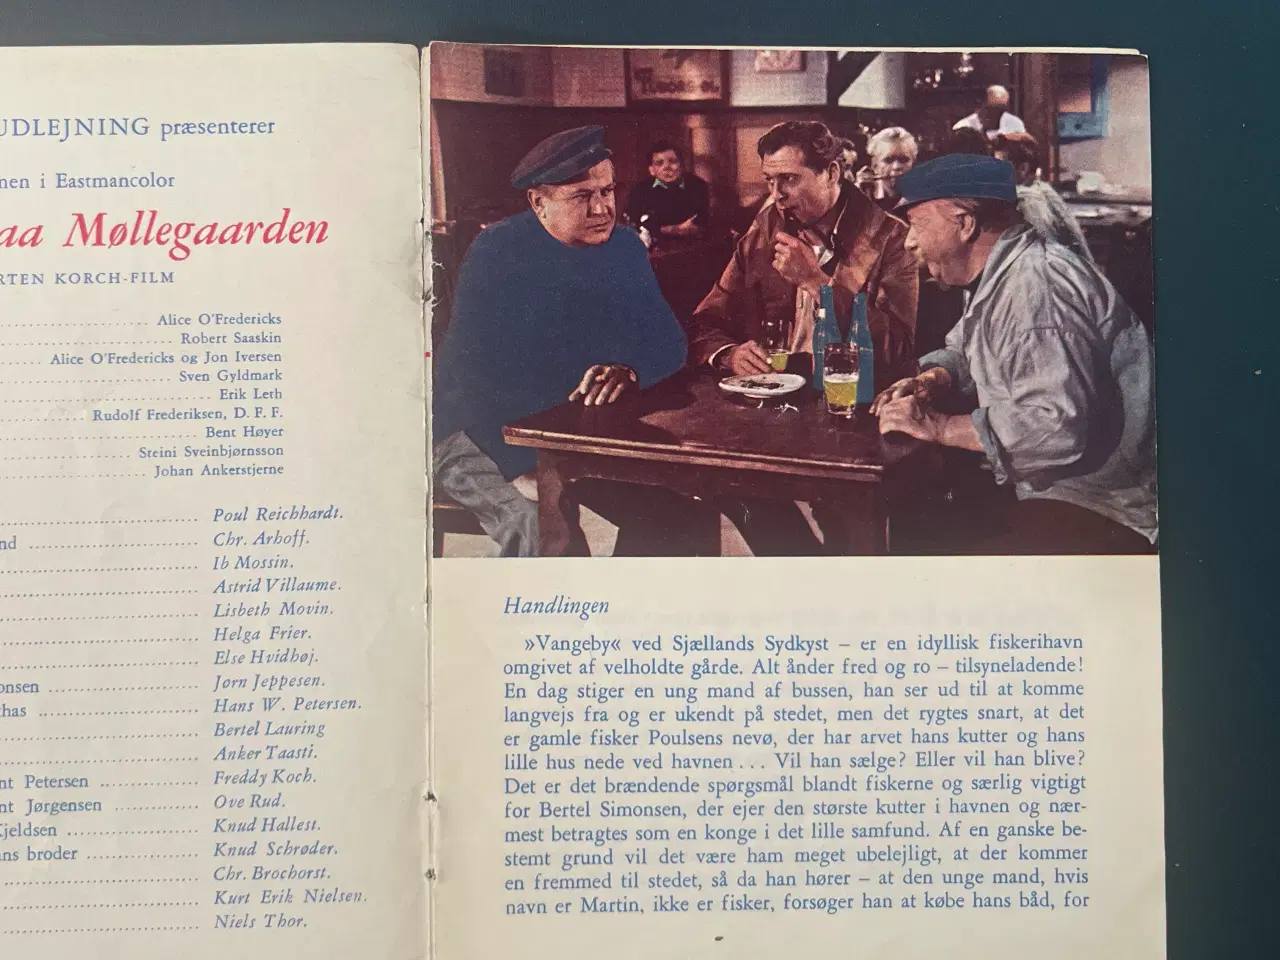 UDLEJNING præsenterer
nen i Eastmancolor
aa Møllegaarden
RTEN KORCH-FILM
Alice O'Fredericks
Robert Saaskin
Alice O'Fredericks og Jon Iversen
Sven Gyldmark
Erik Leth
Rudolf Frederiksen, D. F. F.
Bent Høyer
Steini Sveinbjørnsson
Johan Ankerstjerne
Poul Reichhardt.
nd Chr. Arhoff.
Ib Mossin.
Astrid Villaume.
Lisbeth Movin.
Helga Frier.
Else Hvidhøj.
onsen Jørn Jeppesen.
has Hans W. Petersen.
Bertel Lauring
Anker Taasti.
nt Petersen Freddy Koch.
nt Jørgensen Ove Rud.
Kjeldsen Knud Hallest.
ns broder Knud Schrøder.
Chr. Brochorst.
Kurt Erik Nielsen.
Niels Thor.
TUBORG ØL
Handlingen
»Vangeby« ved Sjællands Sydkyst – er en idyllisk fiskerihavn
omgivet af velholdte gårde. Alt ånder fred og ro – tilsyneladende!
En dag stiger en ung mand af bussen, han ser ud til at komme
langvejs fra og er ukendt på stedet, men det rygtes snart, at det
er gamle fisker Poulsens nevø, der har arvet hans kutter og hans
lille hus nede ved havnen ... Vil han sælge? Eller vil han blive?
Det er det brændende spørgsmål blandt fiskerne og særlig vigtigt
for Bertel Simonsen, der ejer den største kutter i havnen og nær-
mest betragtes som en konge i det lille samfund. Af en ganske be-
stemt grund vil det være ham meget ubelejligt, at der kommer
en fremmed til stedet, så da han hører – at den unge mand, hvis
navn er Martin, ikke er fisker, forsøger han at købe hans båd, for